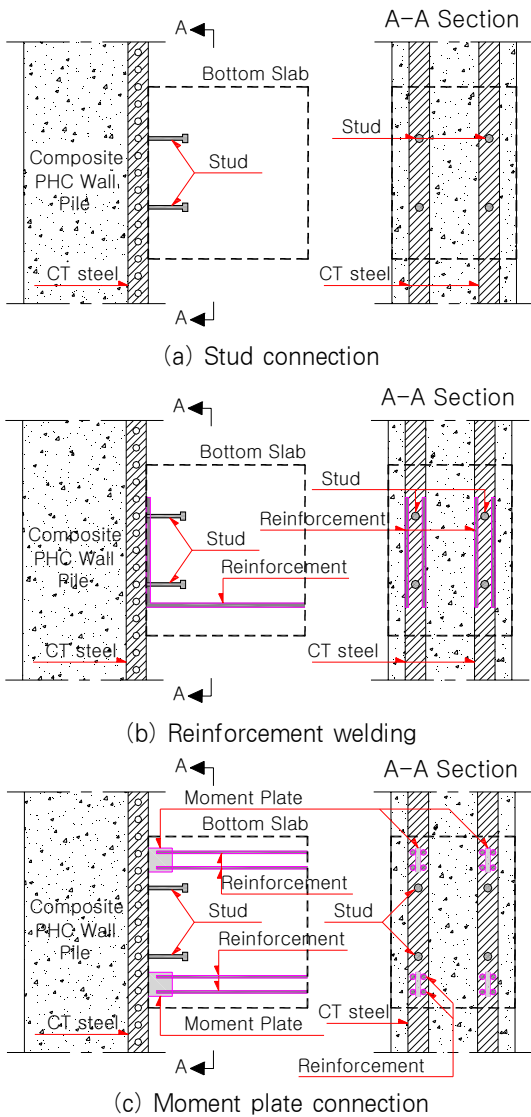 A
A-A Section
Bottom Slab
Stud
Composite
PHC Wall
Pile
Stud
CT steel
CT steel
A
(a) Stud connection
A-A Section
A
Bottom Slab
Stud
Reinforcement
Composite
PHC Wall
Pile
Stud
Reinforcement
CT steel
CT steel
A
(b) Reinforcement welding
A
A-A Section
Moment Plate
Bottom Slab
Reinforcement
Composite
PHC Wall
Pile
Stud
Stud
Reinforcement
CT steel
CT steel
Moment Plate
A
Reinforcement
(c) Moment plate connection